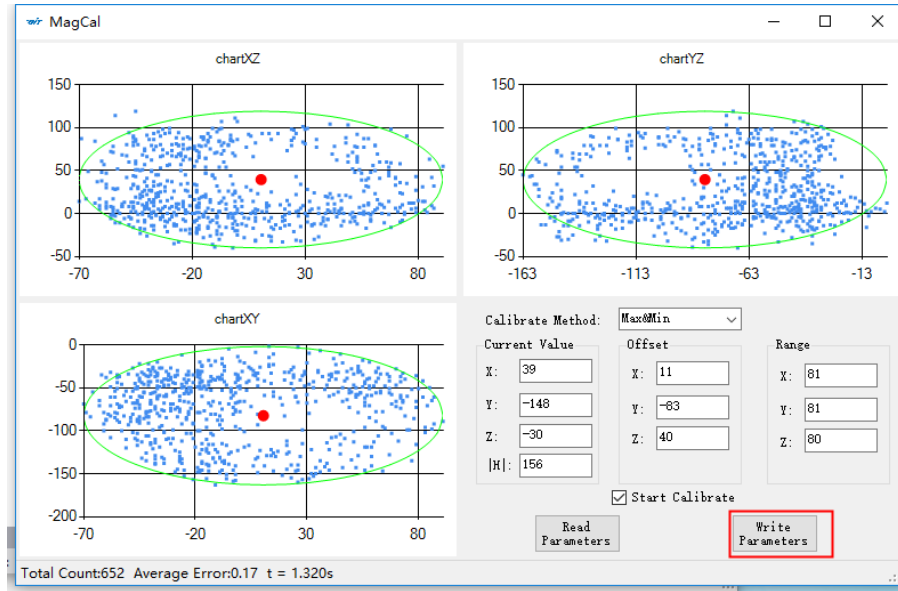 MagCal
chartXZ
150
100
50
0
-50
-70 -20 30 80
chartYZ
150
100
50
0
-50
-163 -113 -63 -13
chartXY
0
-50
-100
-150
-200
-70 -20 30 80
Calibrate Method: Max&Min
Current Value
X: 39
Y: -148
Z: -30
|H|: 156
Offset
X: 11
Y: -83
Z: 40
Range
X: 81
Y: 81
Z: 80
Start Calibrate
Read
Parameters
Write
Parameters
Total Count:652 Average Error:0.17 t = 1.320s